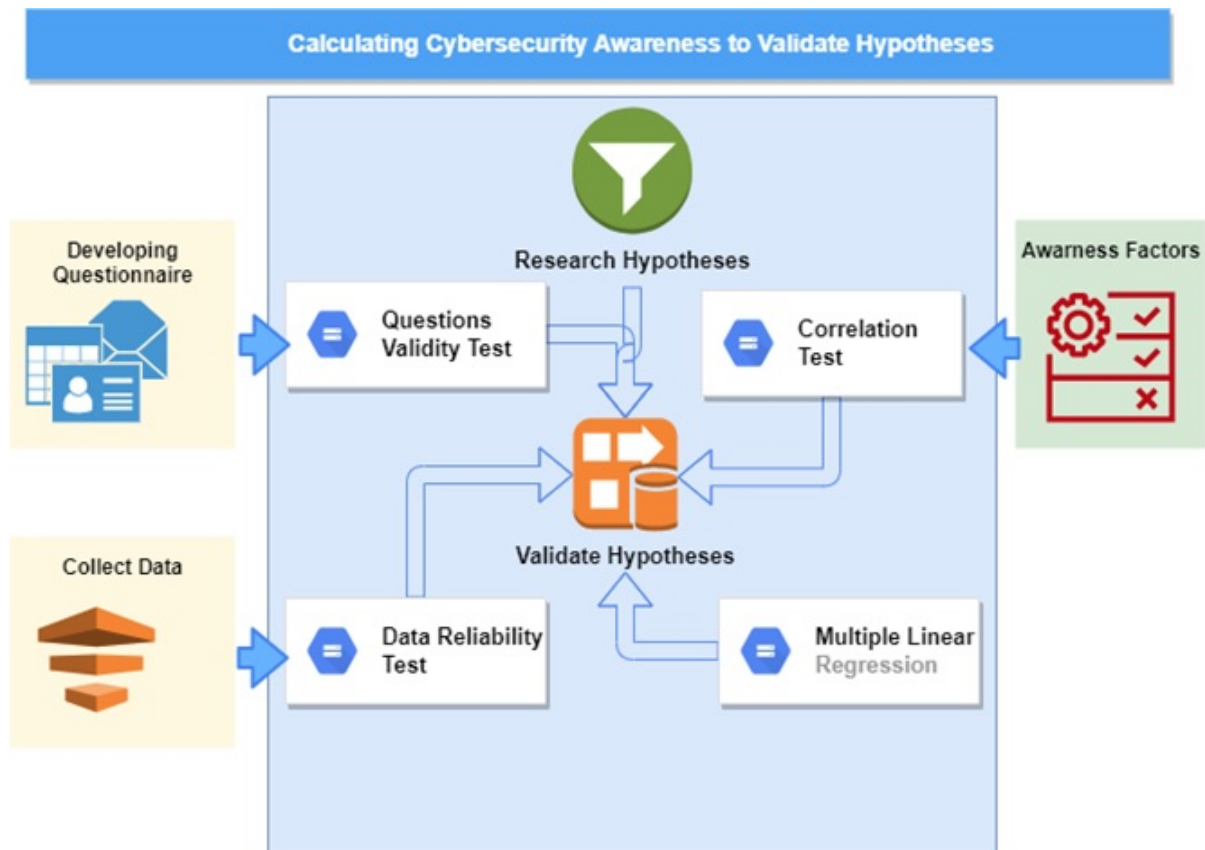 Calculating Cybersecurity Awareness to Validate Hypotheses
Developing
Questionnaire
Research Hypotheses
Awarness Factors
Questions
Validity Test
Correlation
Test
Validate Hypotheses
Collect Data
Data Reliability
Test
Multiple Linear
Regression